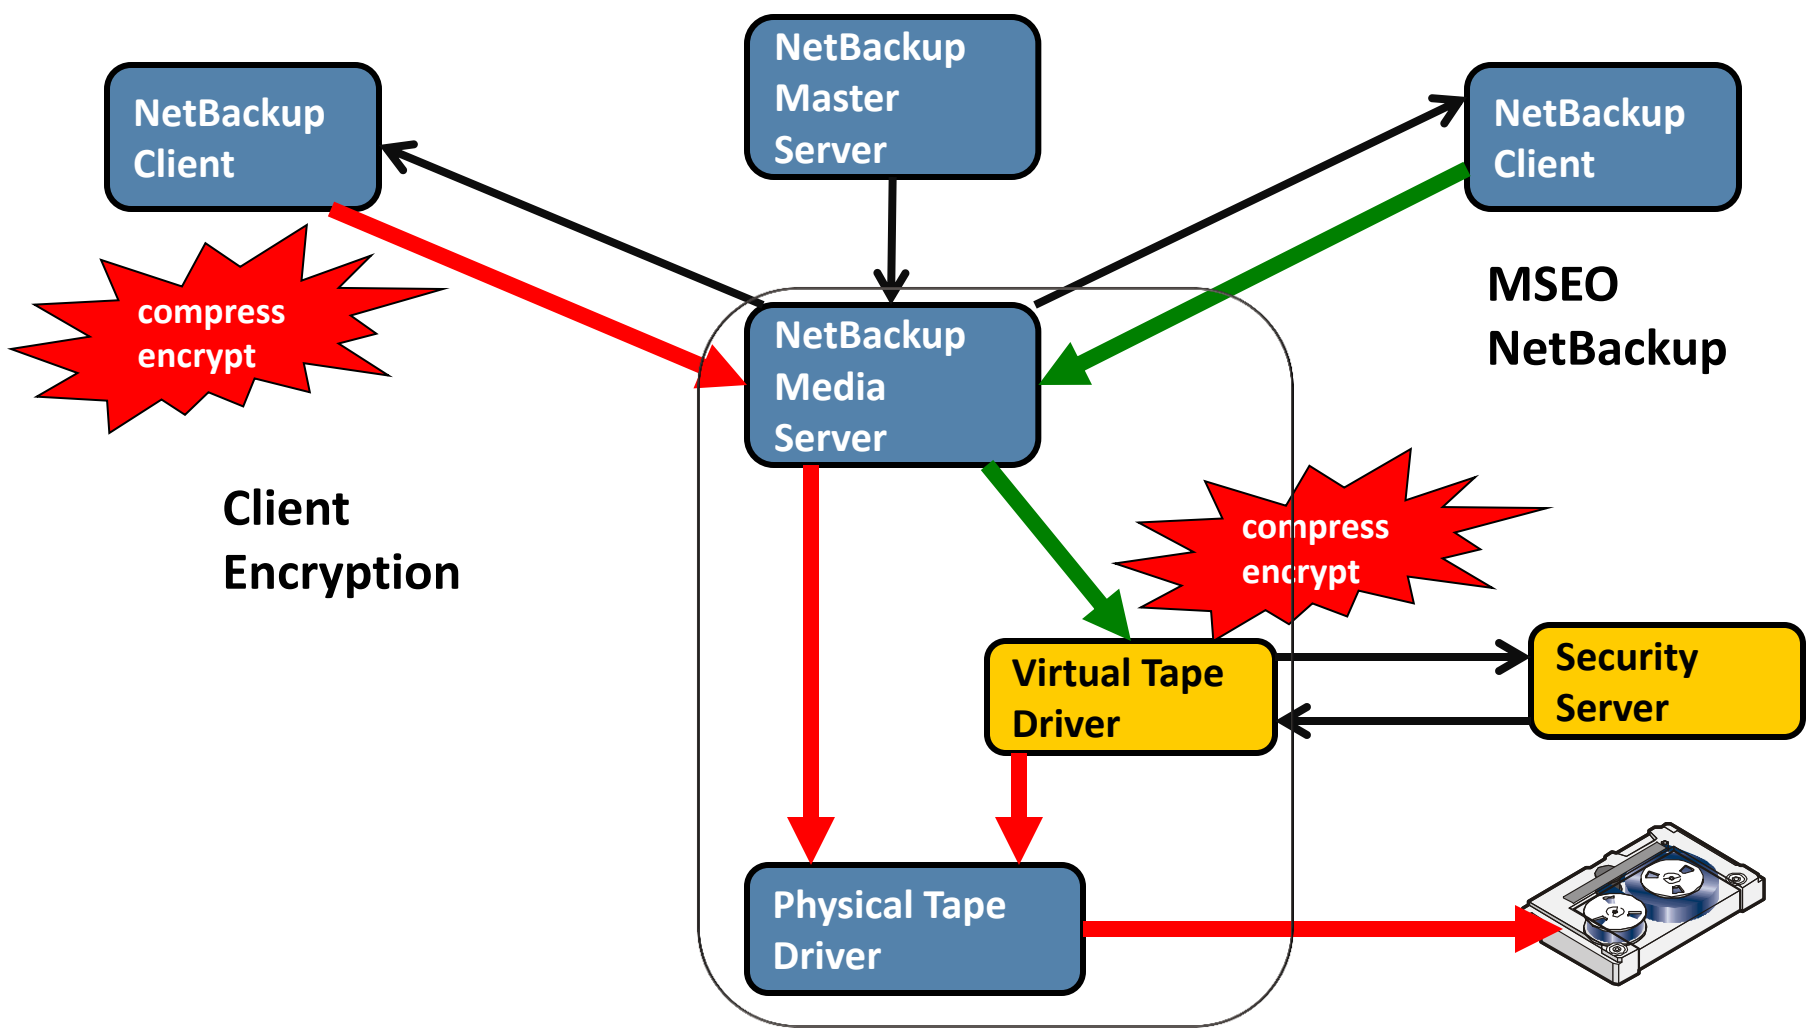 NetBackup
Master
Server
NetBackup
Client
NetBackup
Client
compress
encrypt
MSEO
NetBackup
NetBackup
Media
Server
Client
Encryption
compress
encrypt
Virtual Tape
Driver
Security
Server
Physical Tape
Driver